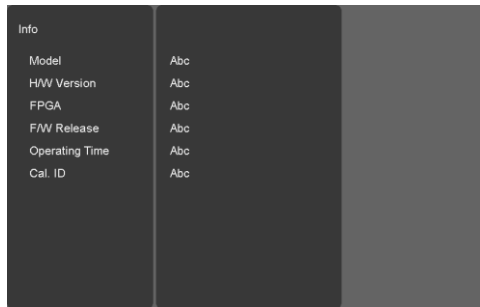 Info
Model Abc
H/W Version Abc
FPGA Abc
F/W Release Abc
Operating Time Abc
Cal. ID Abc